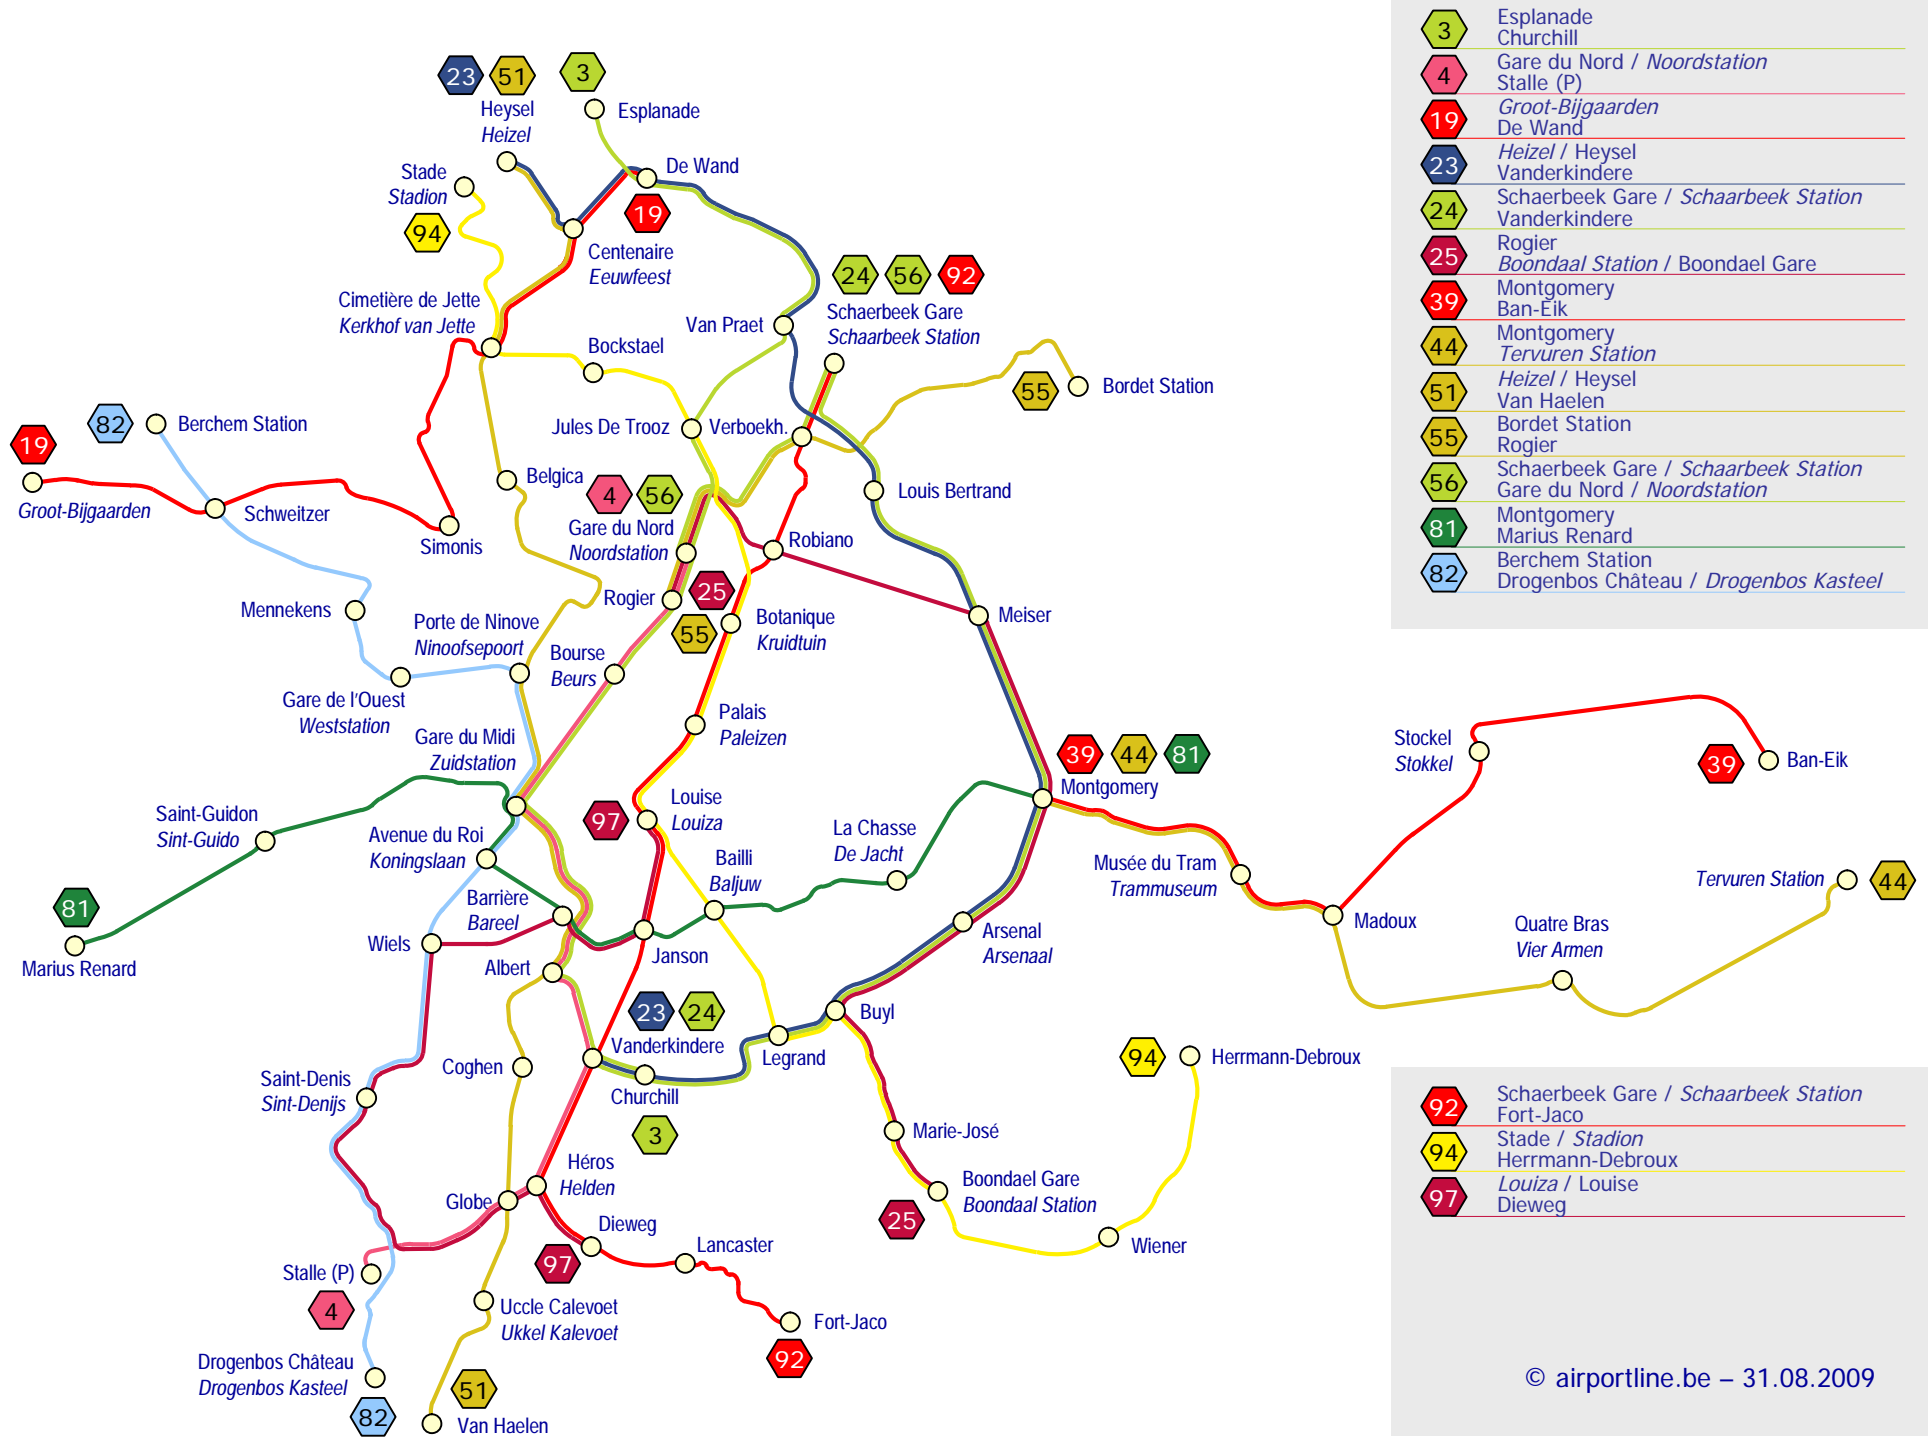 23
51
3
Heysel
Heizel
Esplanade
Stade
Stadion
94
De Wand
19
Centenaire
Eeuwfeest
24
56
92
Schaerbeek Gare
Schaarbeek Station
Cimetière de Jette
Kerkhof van Jette
Van Praet
Bockstael
55
Bordet Station
82
Berchem Station
Jules De Trooz
Verboekh.
19
Groot-Bijgaarden
Schweitzer
Simonis
Belgica
4
56
Gare du Nord
Noordstation
Louis Bertrand
Robiano
Rogier
25
55
Botanique
Kruidtuin
Meiser
Mennekens
Porte de Ninove
Ninoofsepoort
Bourse
Beurs
Gare de l'Ouest
Weststation
Palais
Paleizen
Gare du Midi
Zuidstation
39
44
81
Montgomery
Stockel
Stokkel
39
Ban-Eik
Saint-Guidon
Sint-Guido
Avenue du Roi
Koningslaan
97
Louise
Louiza
La Chasse
De Jacht
Bailli
Baljuw
Musée du Tram
Trammuseum
Tervuren Station
44
81
Marius Renard
Barrière
Bareel
Wiels
Albert
Janson
Arsenal
Arsenaal
Madoux
Quatre Bras
Vier Armen
23
24
Vanderkindere
Buyl
Legrand
Coghen
Churchill
3
94
Herrmann-Debroux
Saint-Denis
Sint-Denijs
Marie-José
Héros
Helden
Globe
Boondael Gare
Boondaal Station
25
Wiener
Dieweg
97
Lancaster
Stalle (P)
4
Uccle Calevoet
Ukkel Kalevoet
Fort-Jaco
92
Drogenbos Château
Drogenbos Kasteel
82
51
Van Haelen
3
Esplanade
Churchill
4
Gare du Nord / Noordstation
Stalle (P)
19
Groot-Bijgaarden
De Wand
23
Heizel / Heysel
Vanderkindere
24
Schaerbeek Gare / Schaarbeek Station
Vanderkindere
25
Rogier
Boondaal Station / Boondael Gare
39
Montgomery
Ban-Eik
44
Montgomery
Tervuren Station
51
Heizel / Heysel
Van Haelen
55
Bordet Station
Rogier
56
Schaerbeek Gare / Schaarbeek Station
Gare du Nord / Noordstation
81
Montgomery
Marius Renard
82
Berchem Station
Drogenbos Château / Drogenbos Kasteel
92
Schaerbeek Gare / Schaarbeek Station
Fort-Jaco
94
Stade / Stadion
Herrmann-Debroux
97
Louiza / Louise
Dieweg
© airportline.be – 31.08.2009